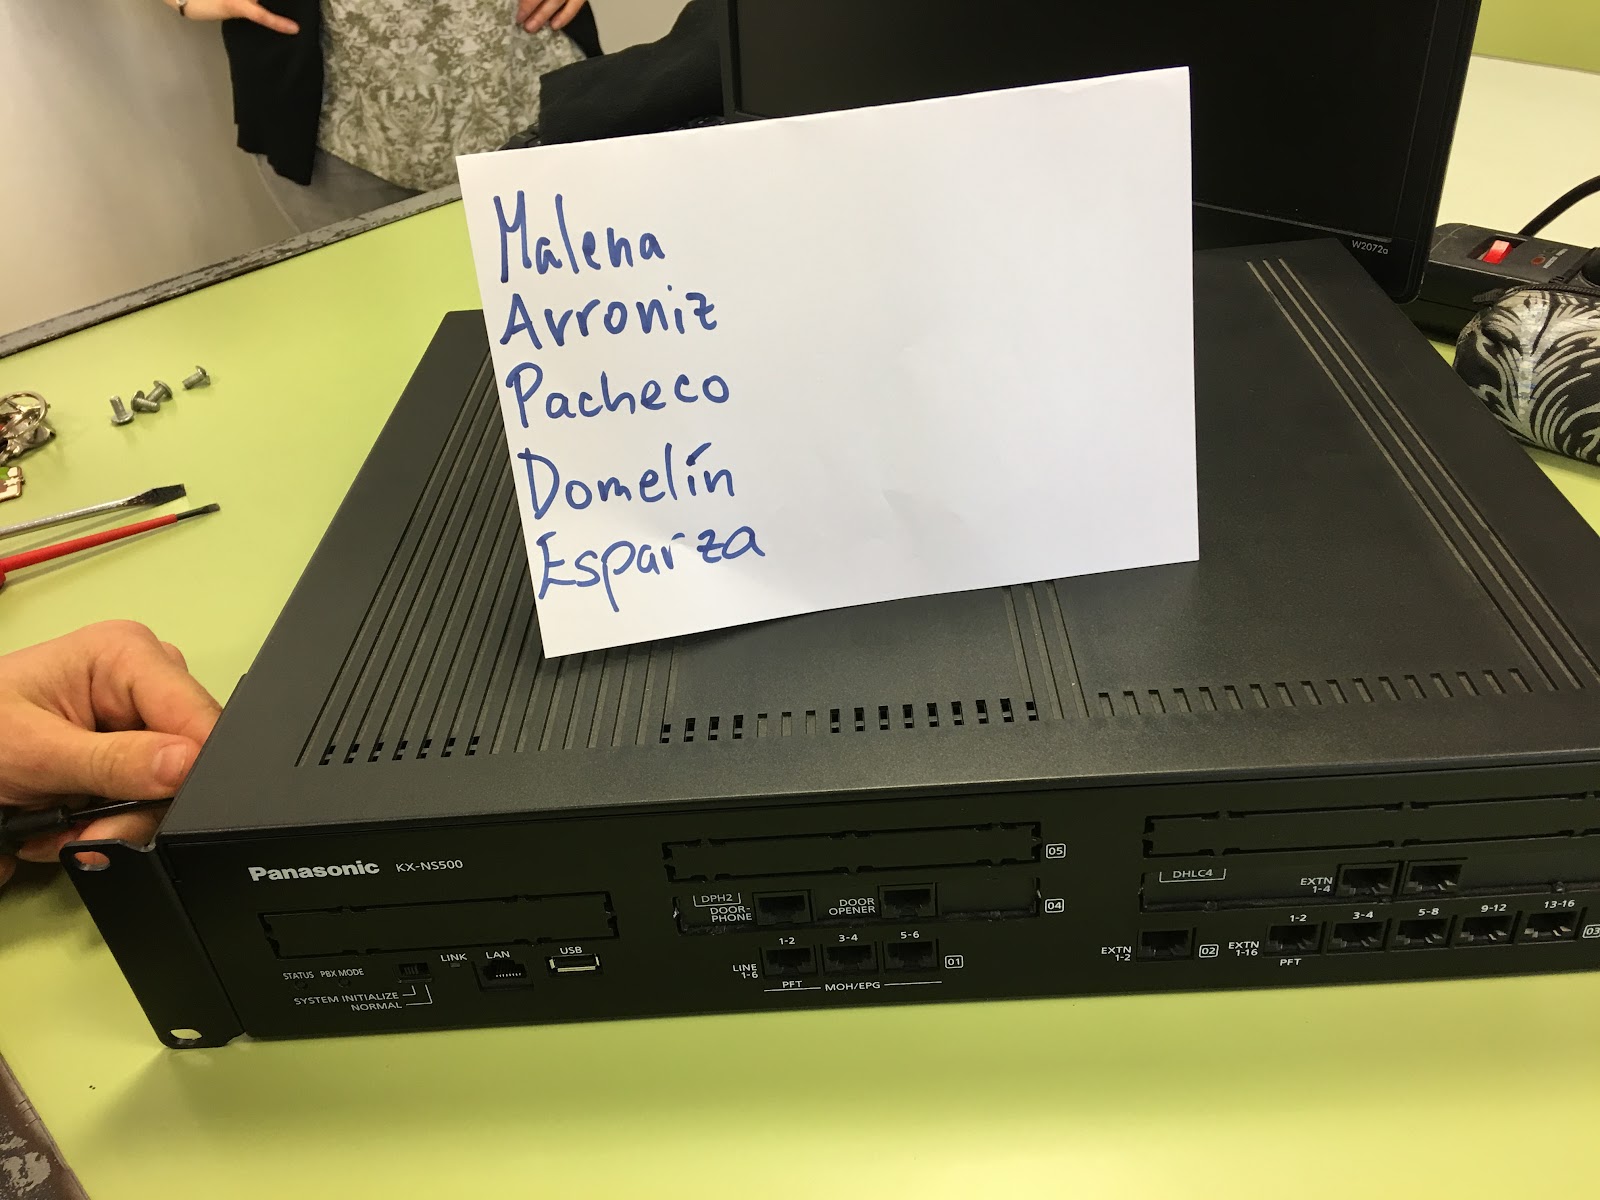 Malena
Arroniz
Pacheco
Domelín
Esparza
W2072a
Panasonic KX-NS500
STATUS PBX MODE
SYSTEM INITIALIZE
NORMAL
LINK LAN USB
05
DPH2
DOOR-
PHONE
DOOR
OPENER
04
1-2 3-4 5-6
LINE
1-6
01
PFT MOH/EPG
DHLC4
EXTN
1-4
EXTN
1-2
02
EXTN
1-16
1-2 3-4 5-8 9-12 13-16
03
PFT